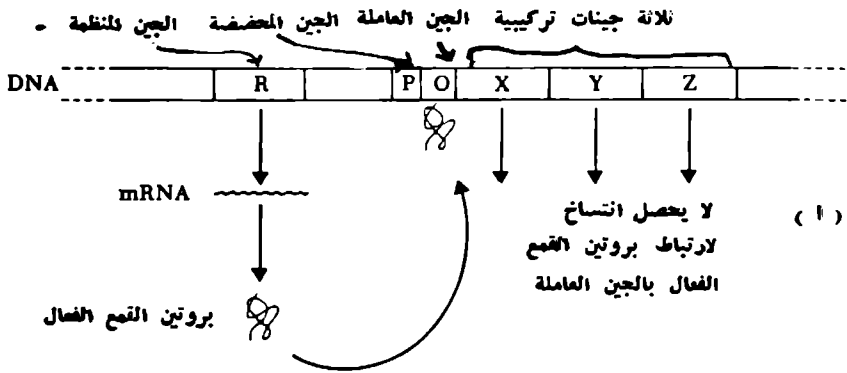 ثلاثة جينات تركيبية الجين العاملة الجين المحضضة الجين المنظمة
DNA R P O X Y Z
mRNA
لا يحصل انتساخ
لارتباط بروتين القمع
الفعال بالجين العاملة
(١)
بروتين القمع الفعال